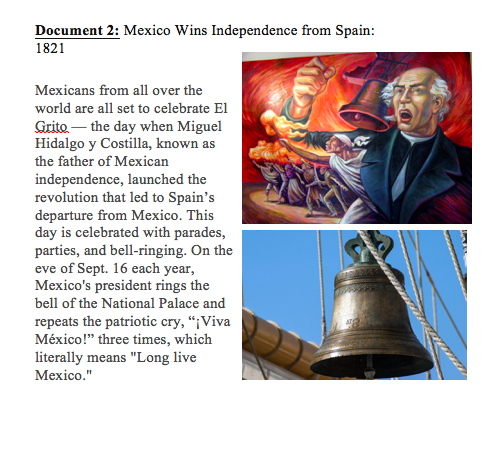 Document 2: Mexico Wins Independence from Spain:
1821
Mexicans from all over the
world are all set to celebrate El
Grito — the day when Miguel
Hidalgo y Costilla, known as
the father of Mexican
independence, launched the
revolution that led to Spain’s
departure from Mexico. This
day is celebrated with parades,
parties, and bell-ringing. On the
eve of Sept. 16 each year,
Mexico's president rings the
bell of the National Palace and
repeats the patriotic cry, “¡Viva
México!” three times, which
literally means "Long live
Mexico."